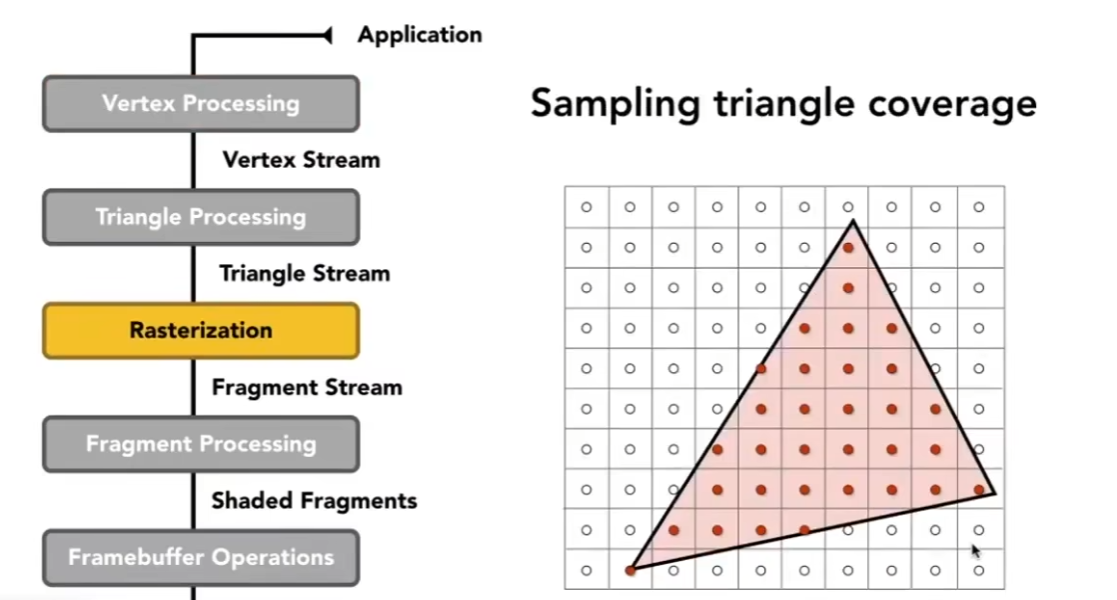 Application
Vertex Processing
Vertex Stream
Triangle Processing
Triangle Stream
Rasterization
Fragment Stream
Fragment Processing
Shaded Fragments
Framebuffer Operations
Sampling triangle coverage